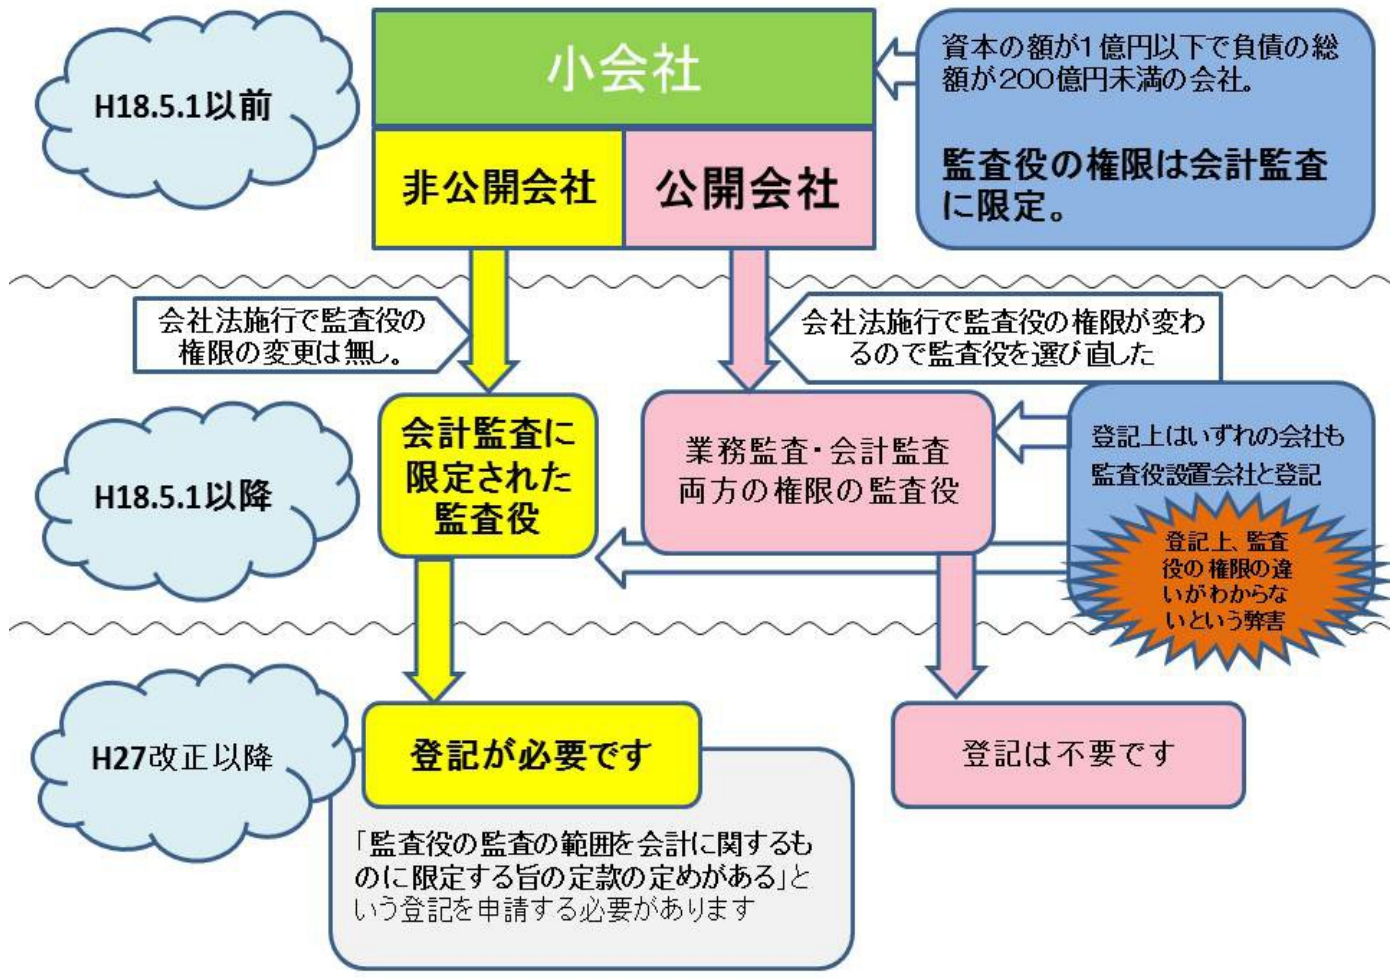 H18.5.1以前
小会社
非公開会社
公開会社
資本の額が1億円以下で負債の総
額が200億円未満の会社。
監査役の権限は会計監査
に限定。
会社法施行で監査役の
権限の変更は無し。
会社法施行で監査役の権限が変わ
るので監査役を選び直した
H18.5.1以降
会計監査に
限定された
監査役
業務監査・会計監査
両方の権限の監査役
登記上はいずれの会社も
監査役設置会社と登記
登記上、監査
役の権限の違
いがわからな
いという弊害
H27改正以降
登記が必要です
登記は不要です
「監査役の監査の範囲を会計に関するも
のに限定する旨の定款の定めがある」と
いう登記を申請する必要があります